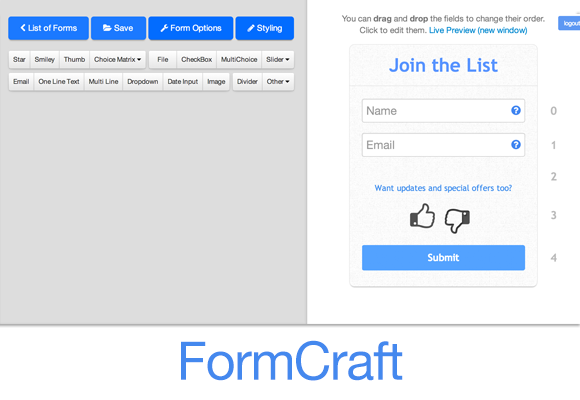 List of Forms Save Form Options Styling
Star Smiley Thumb Choice Matrix File CheckBox MultiChoice Slider
Email One Line Text Multi Line Dropdown Date Input Image Divider Other
You can drag and drop the fields to change their order.
Click to edit them. Live Preview (new window)
logout
Join the List
Name ? 0
Email ? 1
2
Want updates and special offers too?
3
Submit 4
FormCraft